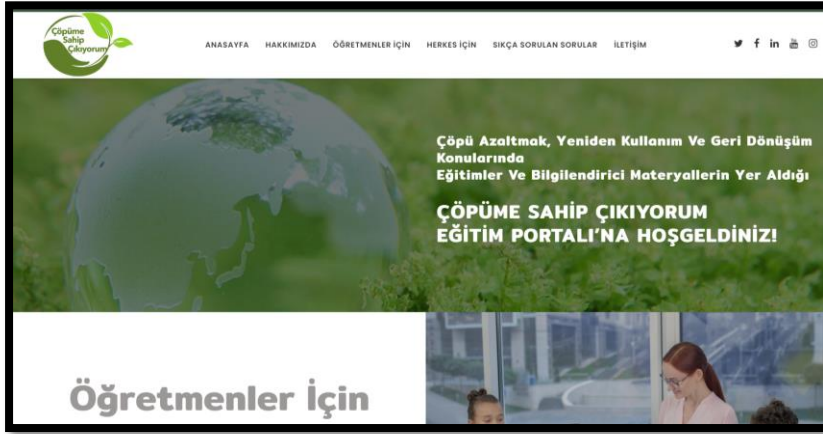 Çöpüme
Sahip
Çıkıyorum
ANASAYFA HAKKIMIZDA ÖĞRETMENLER İÇİN HERKES İÇİN SIKÇA SORULAN SORULAR İLETİŞİM
Çöpü Azaltmak, Yeniden Kullanım Ve Geri Dönüşüm
Konularında
Eğitimler Ve Bilgilendirici Materyallerin Yer Aldığı
ÇÖPÜME SAHİP ÇIKIYORUM
EĞİTİM PORTALI’NA HOŞGELDİNİZ!
Öğretmenler İçin